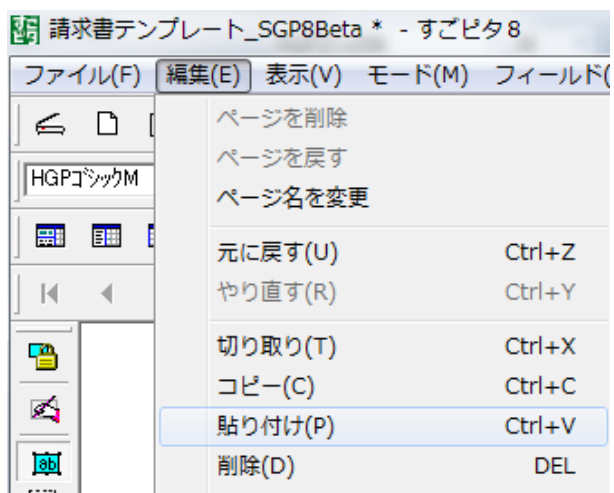 請求書テンプレート_SGP8Beta * - すごピタ8
ファイル(F) 編集(E) 表示(V) モード(M) フィールド(
HGPｺﾞｼｯｸM
ページを削除
ページを戻す
ページ名を変更
元に戻す(U) Ctrl+Z
やり直す(R) Ctrl+Y
切り取り(T) Ctrl+X
コピー(C) Ctrl+C
貼り付け(P) Ctrl+V
削除(D) DEL
ab